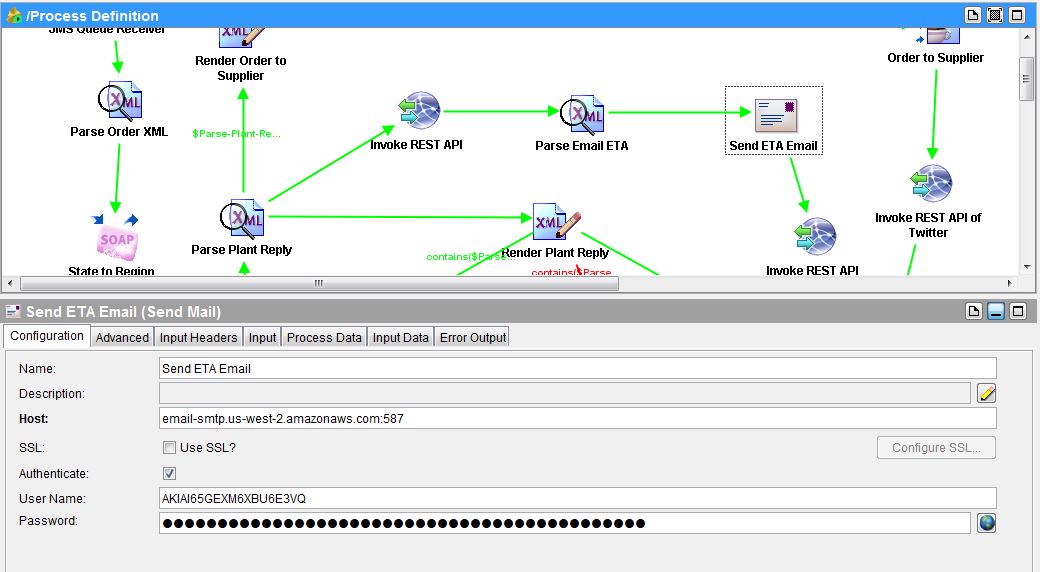 /Process Definition
JMS Queue Receiver
Render Order to
Supplier
Order to Supplier
Parse Order XML
$Parse-Plant-Re...
Invoke REST API
Parse Email ETA
Send ETA Email
Parse Plant Reply
Render Plant Reply
Invoke REST API of
Twitter
SOAP
contains($Parse...
State to Region
contains($Parse
Invoke REST API
Send ETA Email (Send Mail)
Configuration Advanced Input Headers Input Process Data Input Data Error Output
Name: Send ETA Email
Description:
Host: email-smtp.us-west-2.amazonaws.com:587
SSL: Use SSL? Configure SSL...
Authenticate:
User Name: AKIAI65GEXM6XBU6E3VQ
Password: